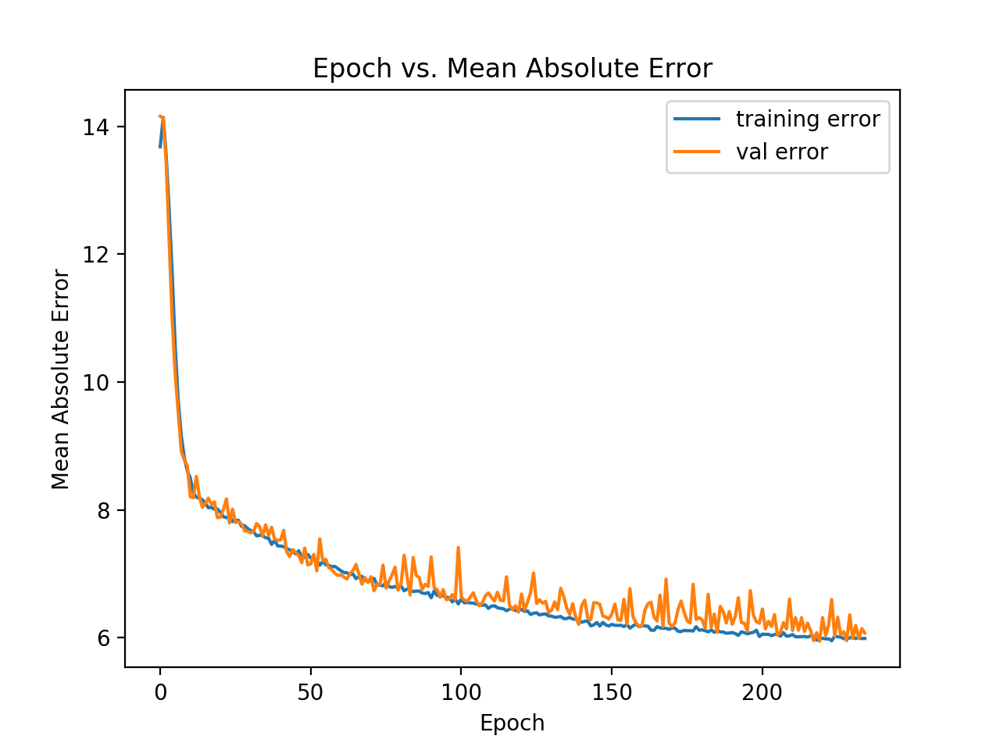 Epoch vs. Mean Absolute Error
training error
val error
Mean Absolute Error
14
12
10
8
6
0 50 100 150 200
Epoch